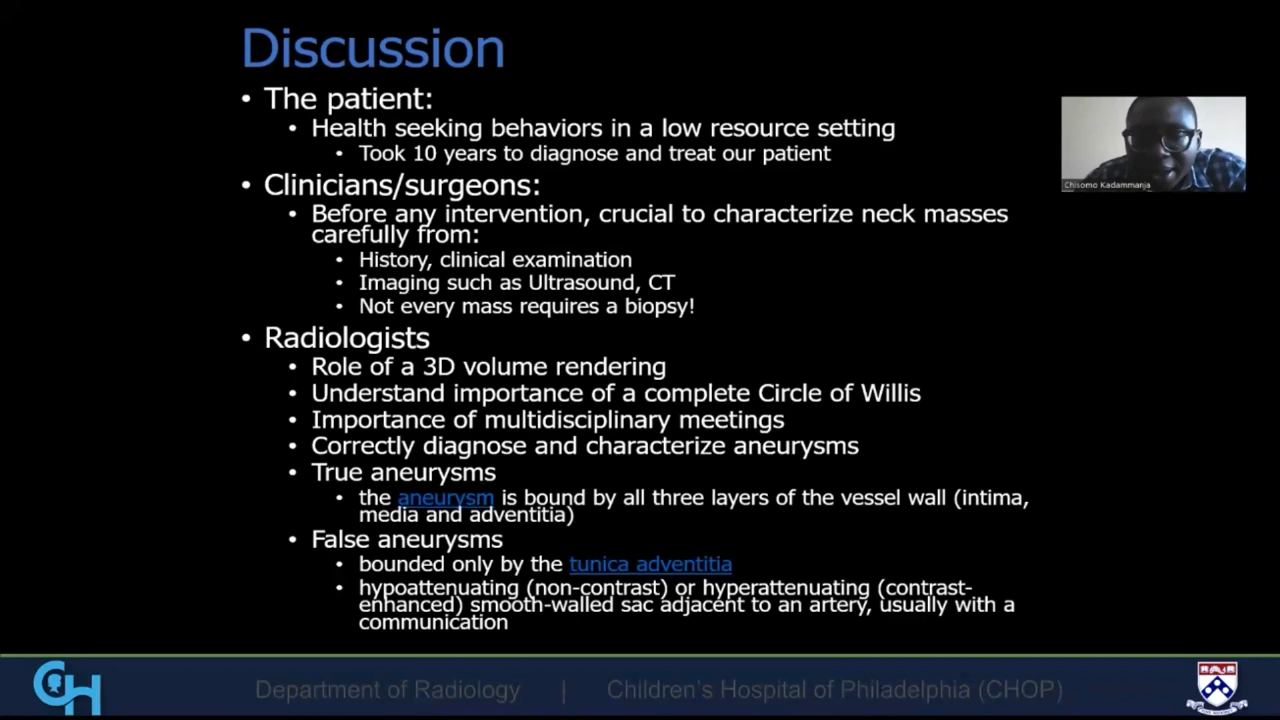 Discussion
• The patient:
• Health seeking behaviors in a low resource setting
• Took 10 years to diagnose and treat our patient
• Clinicians/surgeons:
• Before any intervention, crucial to characterize neck masses
carefully from:
• History, clinical examination
• Imaging such as Ultrasound, CT
• Not every mass requires a biopsy!
• Radiologists
• Role of a 3D volume rendering
• Understand importance of a complete Circle of Willis
• Importance of multidisciplinary meetings
• Correctly diagnose and characterize aneurysms
• True aneurysms
• the aneurysm is bound by all three layers of the vessel wall (intima,
media and adventitia)
• False aneurysms
• bounded only by the tunica adventitia
• hypoattenuating (non-contrast) or hyperattenuating (contrast-
enhanced) smooth-walled sac adjacent to an artery, usually with a
communication
Chisomo Kadammanja
CH
Department of Radiology | Children's Hospital of Philadelphia (CHOP)